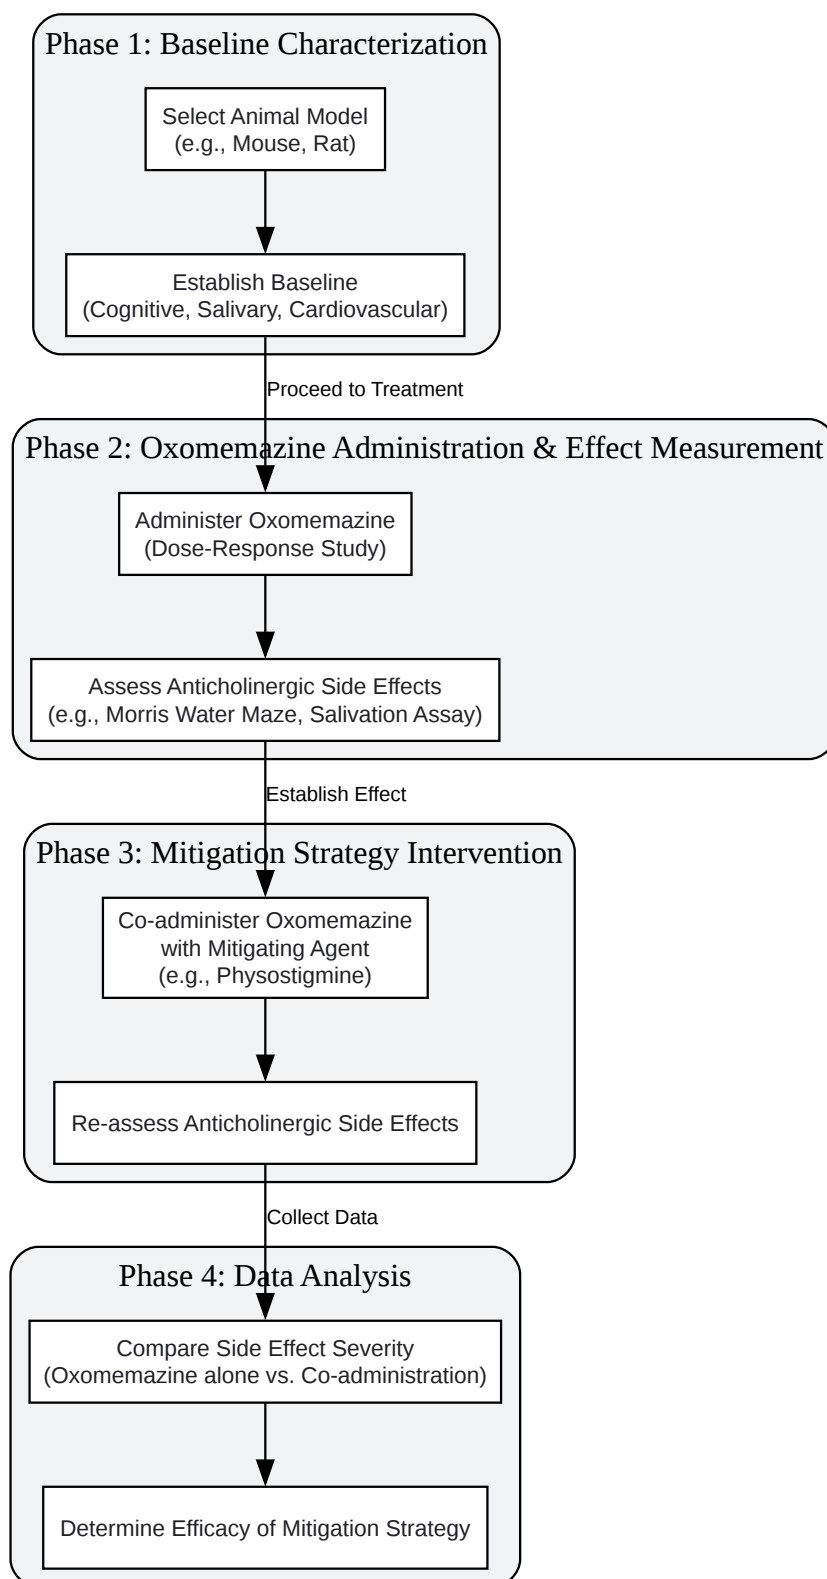 Phase 1: Baseline Characterization
Select Animal Model
(e.g., Mouse, Rat)
Establish Baseline
(Cognitive, Salivary, Cardiovascular)
Proceed to Treatment
Phase 2: Oxomemazine Administration & Effect Measurement
Administer Oxomemazine
(Dose-Response Study)
Assess Anticholinergic Side Effects
(e.g., Morris Water Maze, Salivation Assay)
Establish Effect
Phase 3: Mitigation Strategy Intervention
Co-administer Oxomemazine
with Mitigating Agent
(e.g., Physostigmine)
Re-assess Anticholinergic Side Effects
Collect Data
Phase 4: Data Analysis
Compare Side Effect Severity
(Oxomemazine alone vs. Co-administration)
Determine Efficacy of Mitigation Strategy